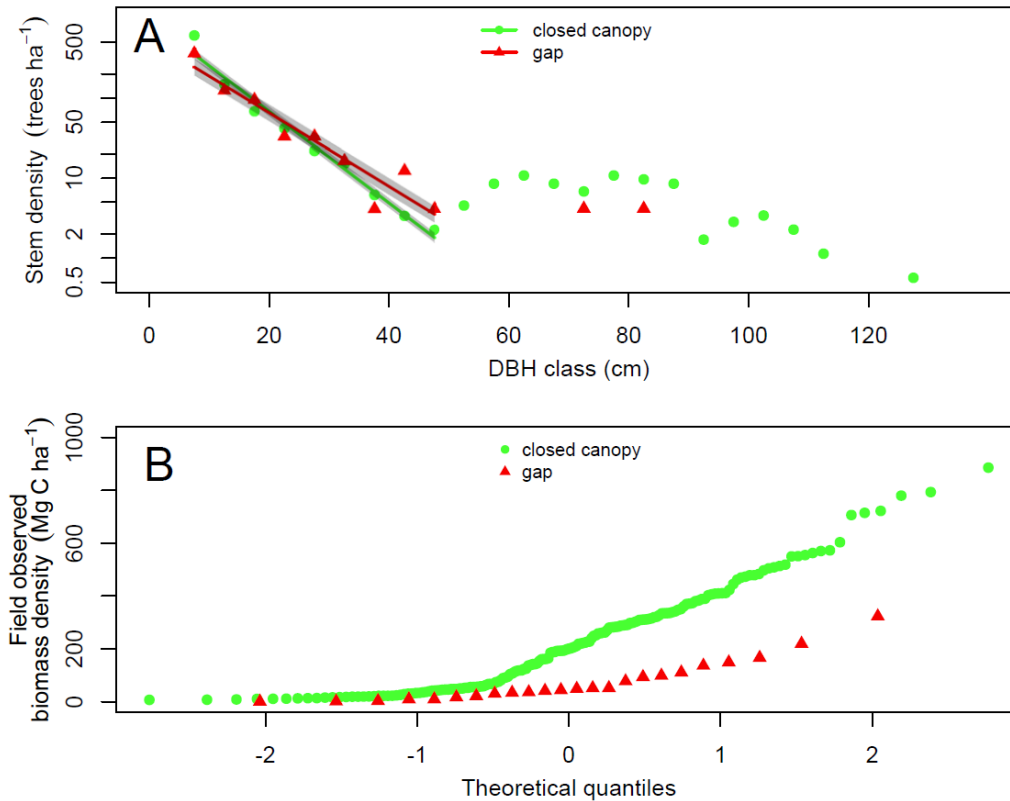 A
closed canopy
gap
Stem density (trees ha⁻¹)
500
50
10
2
0.5
0 20 40 60 80 100 120
DBH class (cm)
B
closed canopy
gap
Field observed
biomass density (Mg C ha⁻¹)
1000
600
200
0
-2 -1 0 1 2
Theoretical quantiles